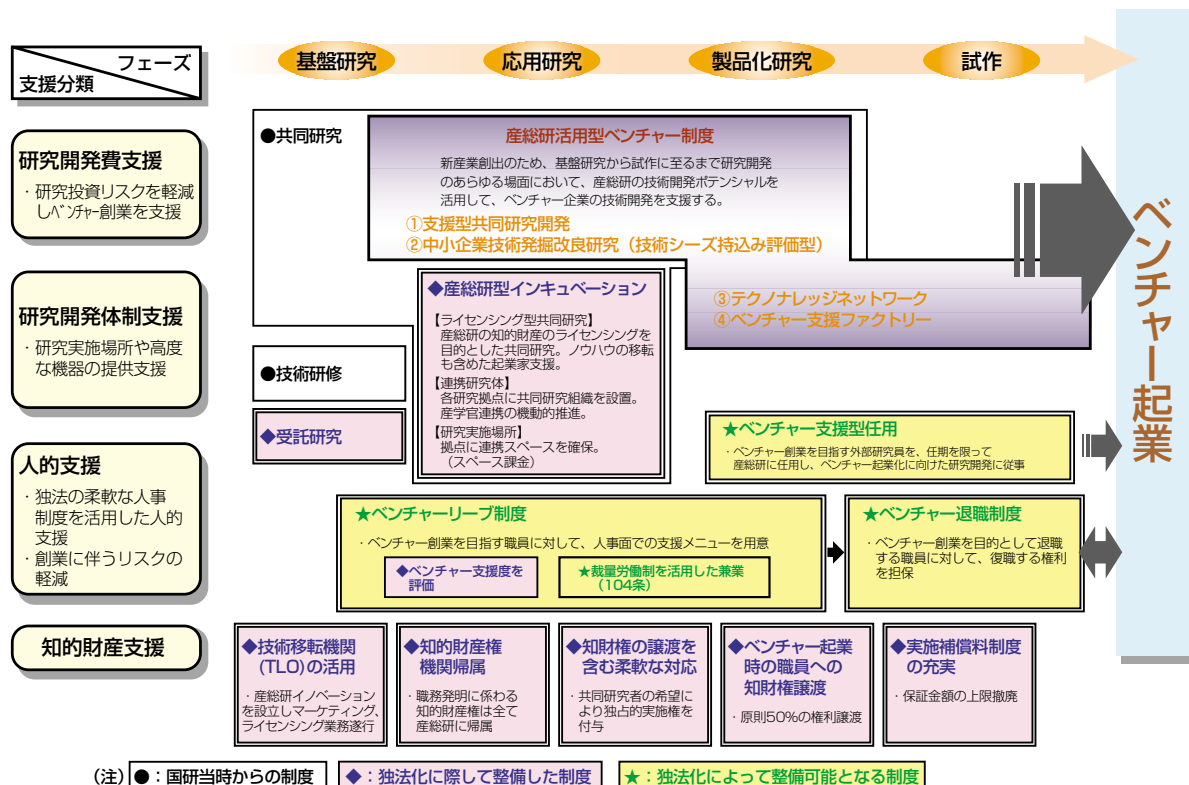 フェーズ
支援分類
基盤研究
応用研究
製品化研究
試作
研究開発費支援
・研究投資リスクを軽減
しベンチャー創業を支援
研究開発体制支援
・研究実施場所や高度
な機器の提供支援
人的支援
・独法の柔軟な人事
制度を活用した人的
支援
・創業に伴うリスクの
軽減
知的財産支援
●共同研究
産総研活用型ベンチャー制度
新産業創出のため、基盤研究から試作に至るまで研究開発
のあらゆる場面において、産総研の技術開発ポテンシャルを
活用して、ベンチャー企業の技術開発を支援する。
①支援型共同研究開発
②中小企業技術発掘改良研究（技術シーズ持込み評価型）
③テクノナレッジネットワーク
④ベンチャー支援ファクトリー
◆産総研型インキュベーション
【ライセンシング型共同研究】
産総研の知的財産のライセンシングを
目的とした共同研究。ノウハウの移転
も含めた起業家支援。
【連携研究体】
各研究拠点に共同研究組織を設置。
産学官連携の機動的推進。
【研究実施場所】
拠点に連携スペースを確保。
（スペース課金）
●技術研修
◆受託研究
★ベンチャー支援型任用
・ベンチャー創業を目指す外部研究員を、任期を限って
産総研に任用し、ベンチャー起業化に向けた研究開発に従事
★ベンチャーリーブ制度
・ベンチャー創業を目指す職員に対して、人事面での支援メニューを用意
◆ベンチャー支援度を
評価
★裁量労働制を活用した兼業
（104条）
★ベンチャー退職制度
・ベンチャー創業を目的として退職
する職員に対して、復職する権利
を担保
◆技術移転機関
(TLO)の活用
・産総研イノベーション
を設立しマーケティング、
ライセンシング業務遂行
◆知的財産権
機関帰属
・職務発明に係わる
知的財産権は全て
産総研に帰属
◆知財権の譲渡を
含む柔軟な対応
・共同研究者の希望に
より独占的実施権を
付与
◆ベンチャー起業
時の職員への
知財権譲渡
・原則50%の権利譲渡
◆実施補償料制度
の充実
・保証金額の上限撤廃
ベンチャー起業
(注) ●：国研当時からの制度 ◆：独法化に際して整備した制度 ★：独法化によって整備可能となる制度